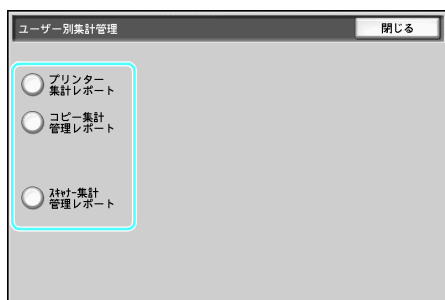 ユーザー別集計管理
閉じる
プリンター
集計レポート
コピー集計
管理レポート
ｽｷｬﾅｰ集計
管理レポート